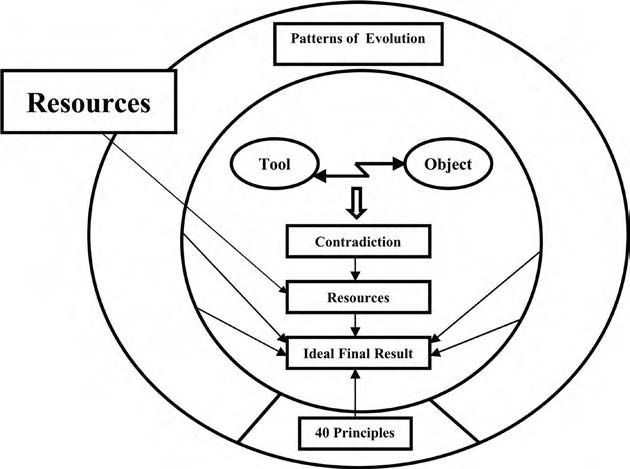 Patterns of Evolution
Resources
Tool
Object
Contradiction
Resources
Ideal Final Result
40 Principles